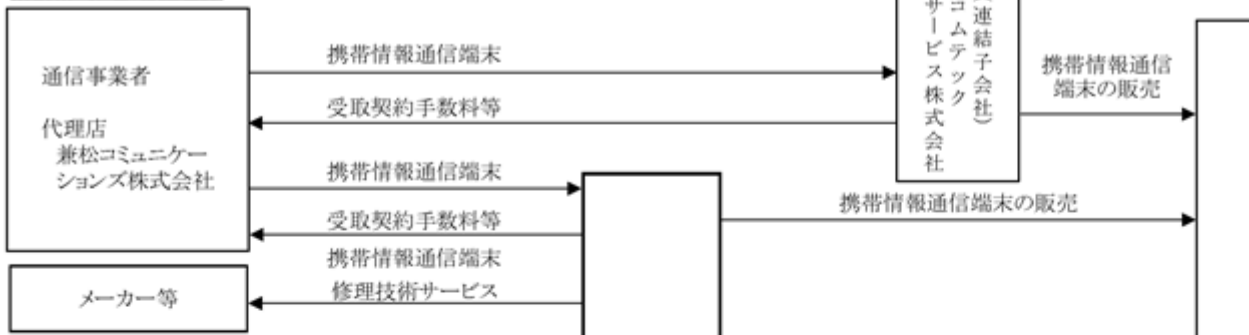 通信事業者
代理店
兼松コミュニケー
ションズ株式会社
携帯情報通信端末
受取契約手数料等
携帯情報通信端末
受取契約手数料等
携帯情報通信端末
修理技術サービス
メーカー等
連結子会社）
コムテック
サービス株式会社
携帯情報通信
端末の販売
携帯情報通信端末の販売